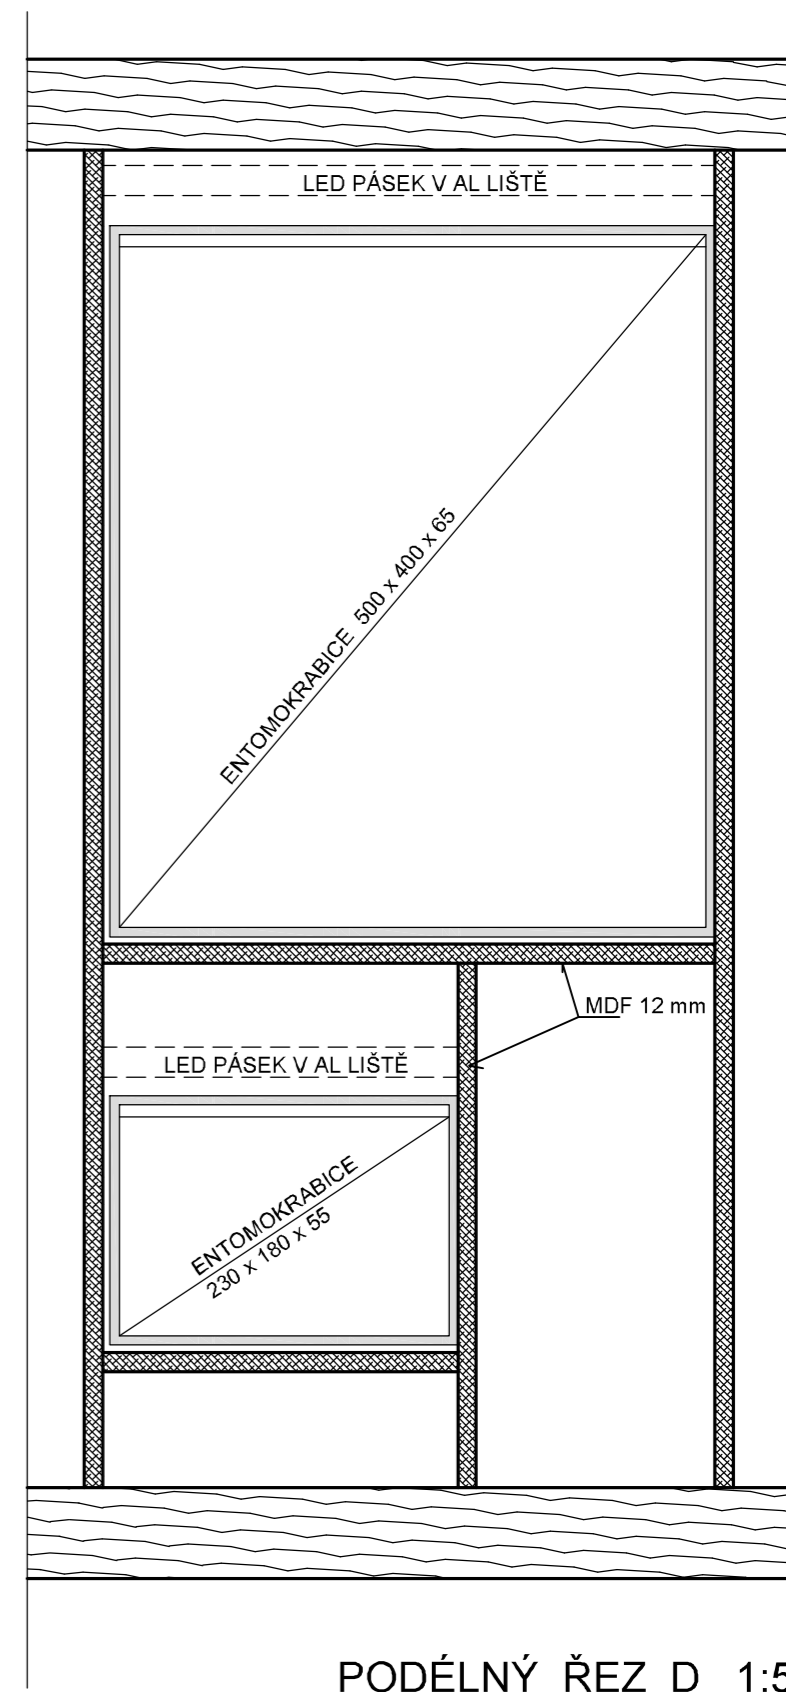 LED PÁSEK V AL LIŠTĚ
ENTOMOKRABICE 500 x 400 x 65
MDF 12 mm
LED PÁSEK V AL LIŠTĚ
ENTOMOKRABICE
230 x 180 x 55
PODÉLNÝ ŘEZ D 1:5